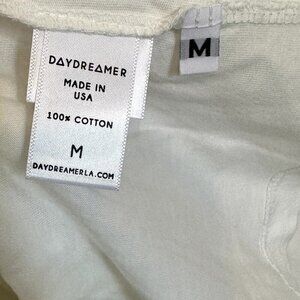 DAYDREAMER
MADE IN
USA
100% COTTON
M
DAYDREAMERLA.COM
M